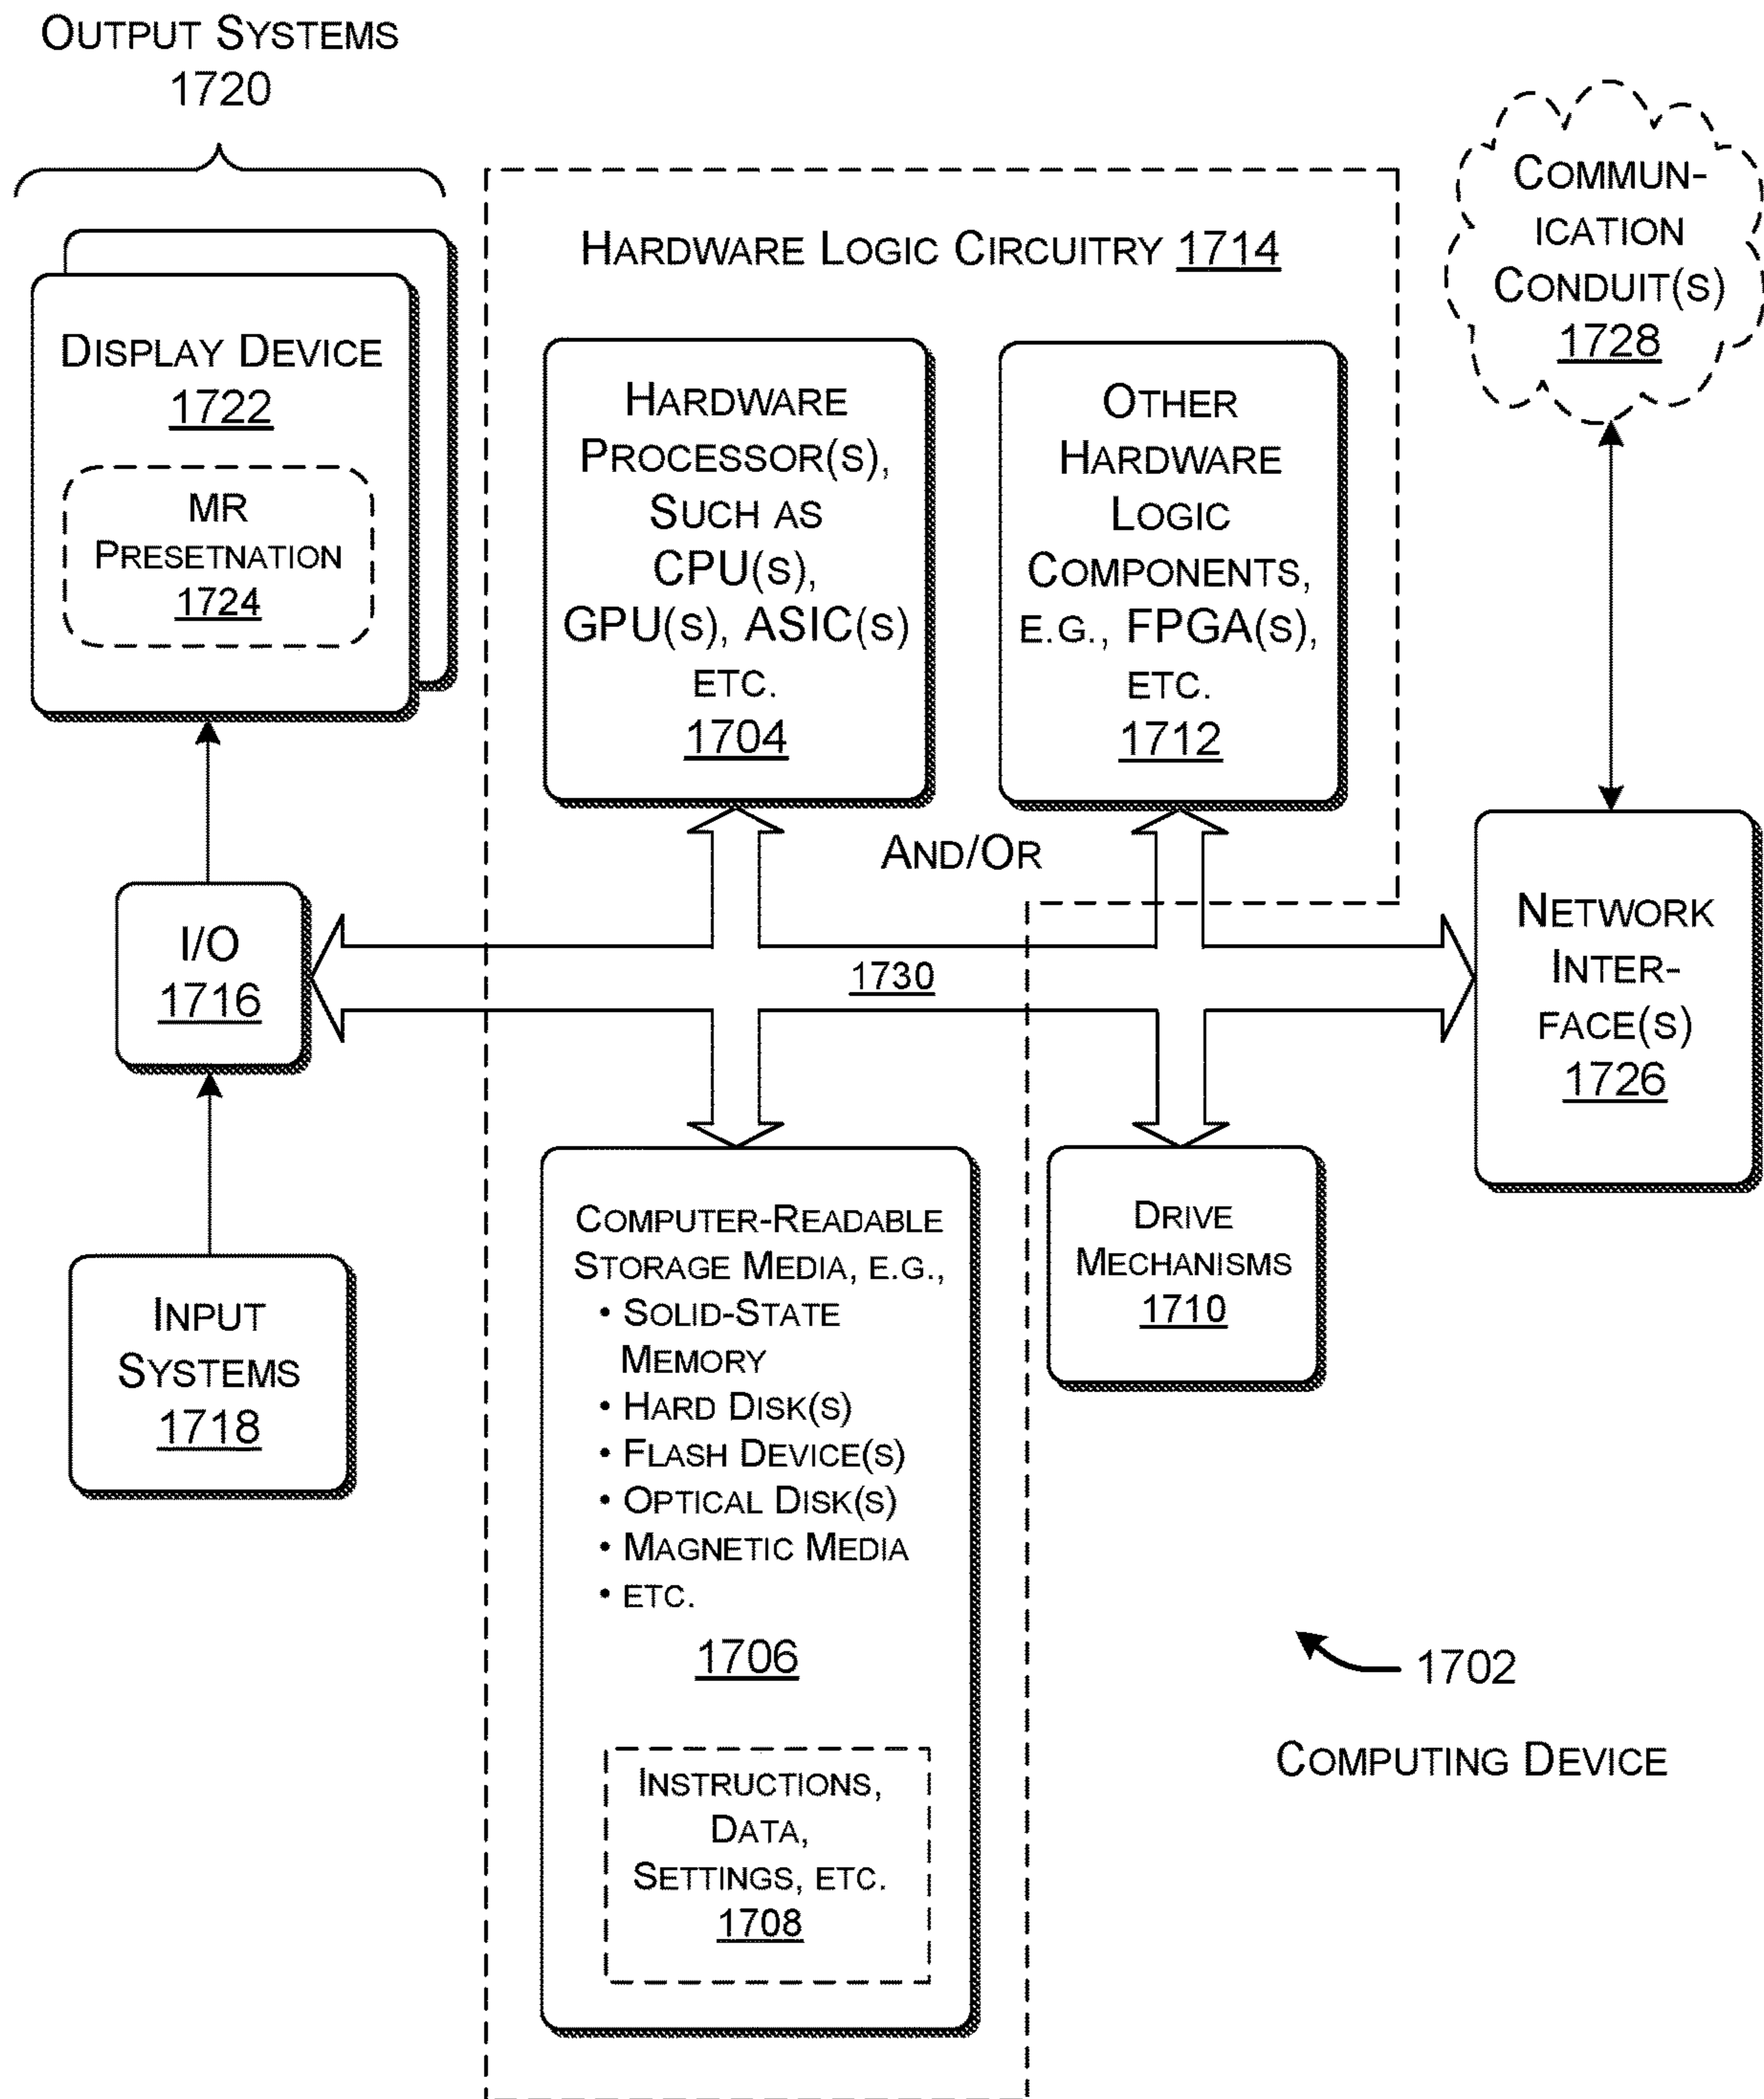 OUTPUT SYSTEMS
1720
DISPLAY DEVICE
1722
MR
PRESETNATION
1724
I/O
1716
INPUT
SYSTEMS
1718
HARDWARE LOGIC CIRCUITRY 1714
HARDWARE
PROCESSOR(S),
SUCH AS
CPU(S),
GPU(S), ASIC(S)
ETC.
1704
OTHER
HARDWARE
LOGIC
COMPONENTS,
E.G., FPGA(S),
ETC.
1712
AND/OR
1730
COMPUTER-READABLE
STORAGE MEDIA, E.G.,
• SOLID-STATE
MEMORY
• HARD DISK(S)
• FLASH DEVICE(S)
• OPTICAL DISK(S)
• MAGNETIC MEDIA
• ETC.
1706
INSTRUCTIONS,
DATA,
SETTINGS, ETC.
1708
DRIVE
MECHANISMS
1710
COMMUN-
ICATION
CONDUIT(S)
1728
NETWORK
INTER-
FACE(S)
1726
1702
COMPUTING DEVICE